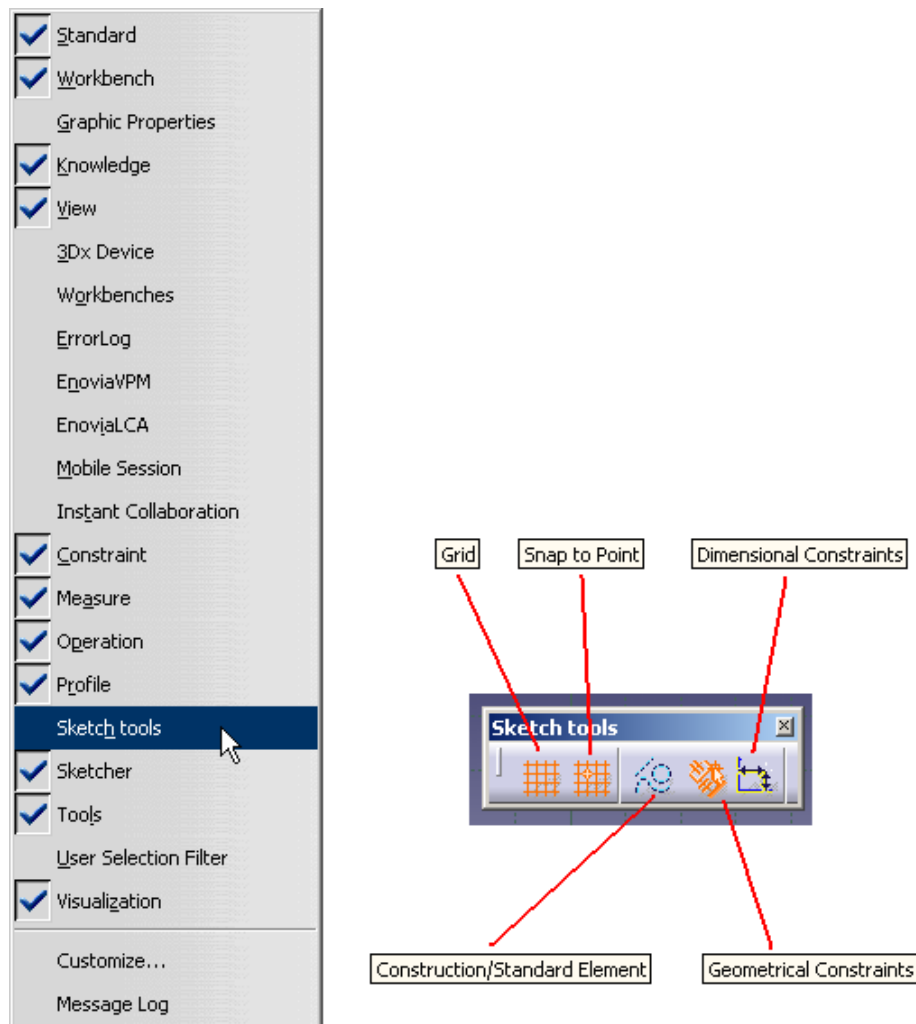 Standard
Workbench
Graphic Properties
Knowledge
View
3Dx Device
Workbenches
ErrorLog
EnoviaVPM
EnoviaLCA
Mobile Session
Instant Collaboration
Constraint
Measure
Operation
Profile
Sketch tools
Sketcher
Tools
User Selection Filter
Visualization
Customize...
Message Log
Grid
Snap to Point
Dimensional Constraints
Sketch tools
Construction/Standard Element
Geometrical Constraints